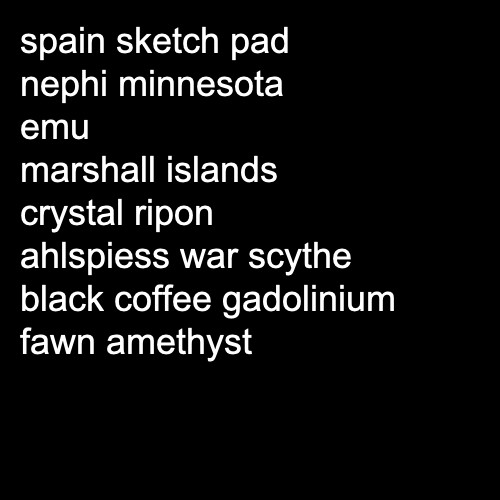 spain sketch pad
nephi minnesota
emu
marshall islands
crystal ripon
ahlspiess war scythe
black coffee gadolinium
fawn amethyst